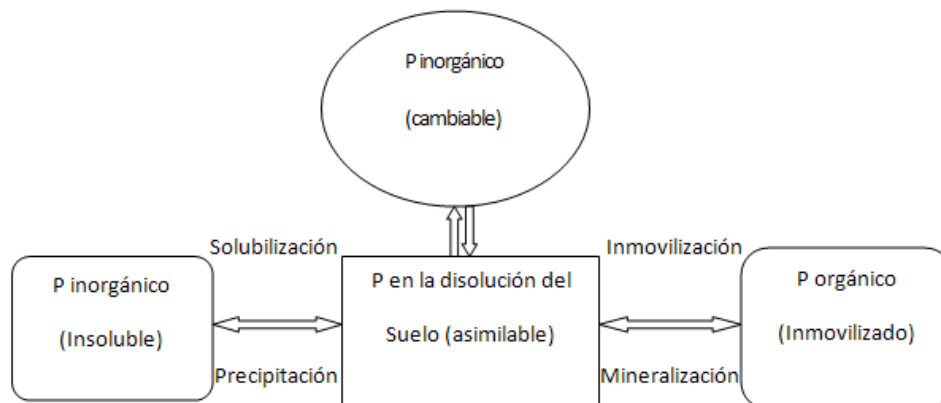 P inorgánico
(cambiable)
Solubilización
Inmovilización
P inorgánico
(Insoluble)
P en la disolución del
Suelo (asimilable)
P orgánico
(Inmovilizado)
Precipitación
Mineralización